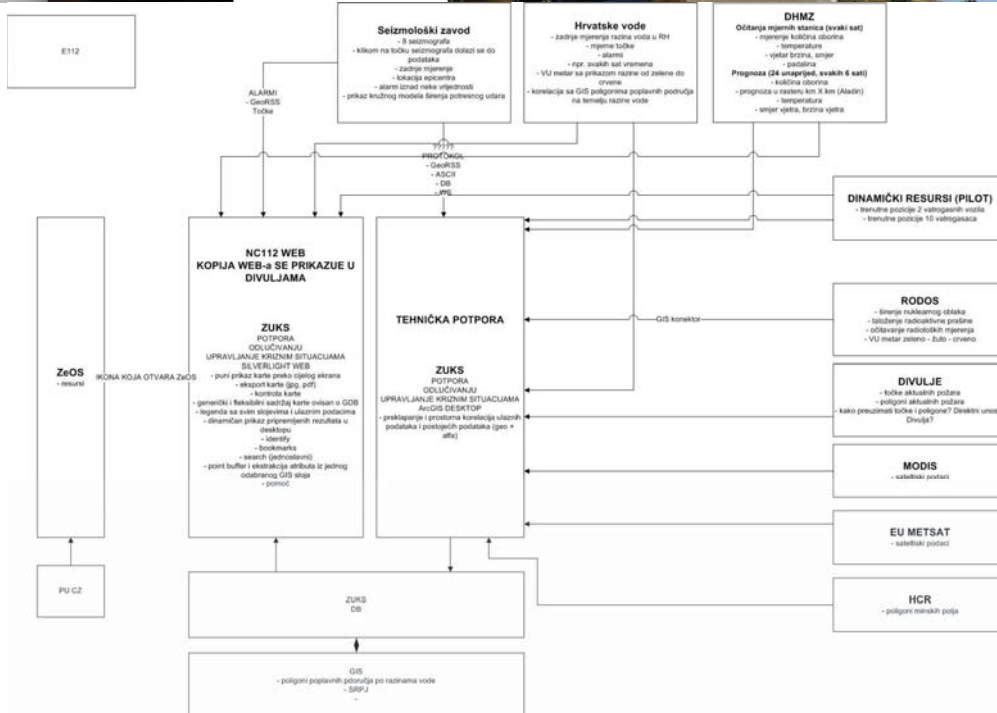 E112
Seizmološki zavod
- 8 seizmografa
- klikom na točku seizmografa dolazi se do
podataka
- zadnje mjerenje
- lokacija epicentra
- alarm iznad neke vrijednosti
- prikaz kružnog modela širenja potresnog udara
Hrvatske vode
- zadnje mjerenja razina voda u RH
- mjerne točke
- alarmi
- npr. svakih sat vremena
- VU metar sa prikazom razine od zelene do
crvene
- korelacija sa GIS poligorima poplavnih područja
na temelju razine vode
DHMZ
Očitanja mjernih stanica (svaki sat)
- mjerenje količina oborina
- temperature
- vjetar brzina, smjer
- padalina
Prognoza (24 unaprijed, svakih 6 sati)
- količina oborina
- prognoza u rasteru km X km (Aladin)
- temperatura
- smjer vjetra, brzina vjetra
ALARMI
- GeoRSS
Točke
?????
PROTOKOL
- GeoRSS
- ASCII
- DB
DINAMIČKI RESURSI (PILOT)
- trenutne pozicije 2 vatrogasnih vozila
- trenutne pozicije 10 vatrogasaca
ZeOS
- resursi
IKONA KOJA OTVARA ZeOS
NC112 WEB
KOPIJA WEB-a SE PRIKAZUE U
DIVULJAMA
ZUKS
POTPORA
ODLUČIVANJU
UPRAVLJANJE KRIZNIM SITUACIJAMA
SILVERLIGHT WEB
- puni prikaz karte preko cijelog ekrana
- eksport karte (jpg, pdf)
- kontrola karte
- generički i fleksibilni sadržaj karte ovisan o GDB
- legenda sa svim slojevima i ulaznim podacima
- dinamičan prikaz pripremljenih rezultata u
desktopu
- identify
- bookmarks
- search (jednostavni)
- point buffer i ekstrakcija atributa iz jednog
odabranog GIS sloja
- pomoć
TEHNIČKA POTPORA
ZUKS
POTPORA
ODLUČIVANJU
UPRAVLJANJE KRIZNIM SITUACIJAMA
ArcGIS DESKTOP
- preklapanje i prostorna korelacija ulaznih
podataka i postojećih podataka (geo +
alfa)
GIS konektor
RODOS
- širenje nuklearnog oblaka
- taloženje radioaktivne prašine
- očitavanje radioloških mjerenja
- VU metar zeleno - žuto - crveno
DIVULJE
- točke aktualnih požara
- poligoni aktualnih požara
- kako preuzimati točke i poligone? Direktni unos
Divulja?
MODIS
- satelitski podaci
EU METSAT
- satelitski podaci
HCR
- poligoni minskih polja
PU CZ
ZUKS
DB
GIS
- poligoni poplavnih pdoručja po razinama vode
- SRPJ
-